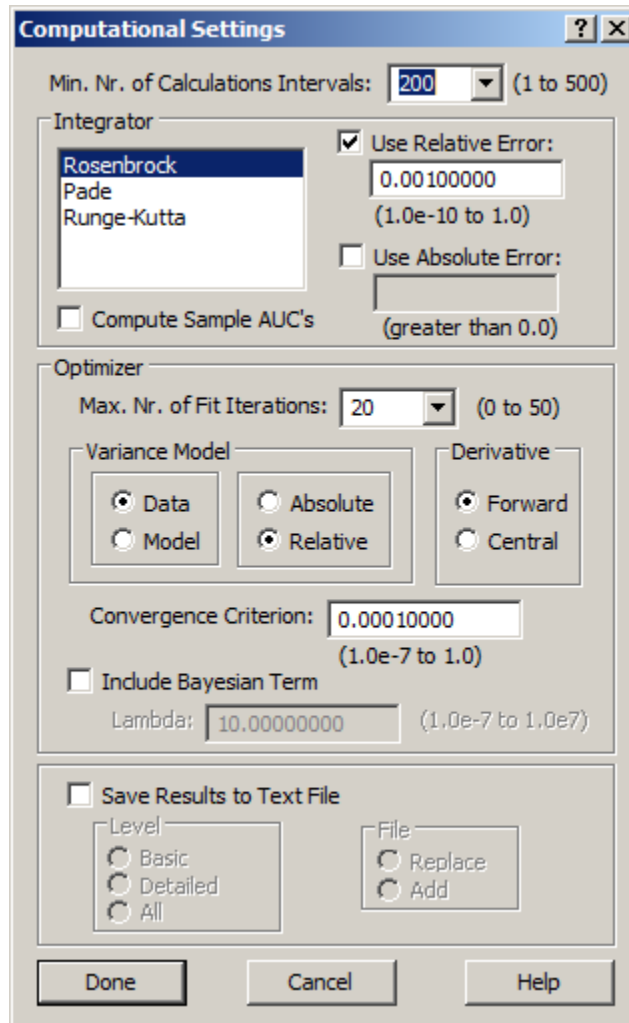 Computational Settings
Min. Nr. of Calculations Intervals: 200 (1 to 500)
Integrator
Rosenbrock
Pade
Runge-Kutta
Use Relative Error:
0.00100000
(1.0e-10 to 1.0)
Use Absolute Error:
(greater than 0.0)
Compute Sample AUC's
Optimizer
Max. Nr. of Fit Iterations: 20 (0 to 50)
Variance Model
Data
Model
Absolute
Relative
Derivative
Forward
Central
Convergence Criterion: 0.00010000
(1.0e-7 to 1.0)
Include Bayesian Term
Lambda: 10.00000000 (1.0e-7 to 1.0e7)
Save Results to Text File
Level
Basic
Detailed
All
File
Replace
Add
Done Cancel Help